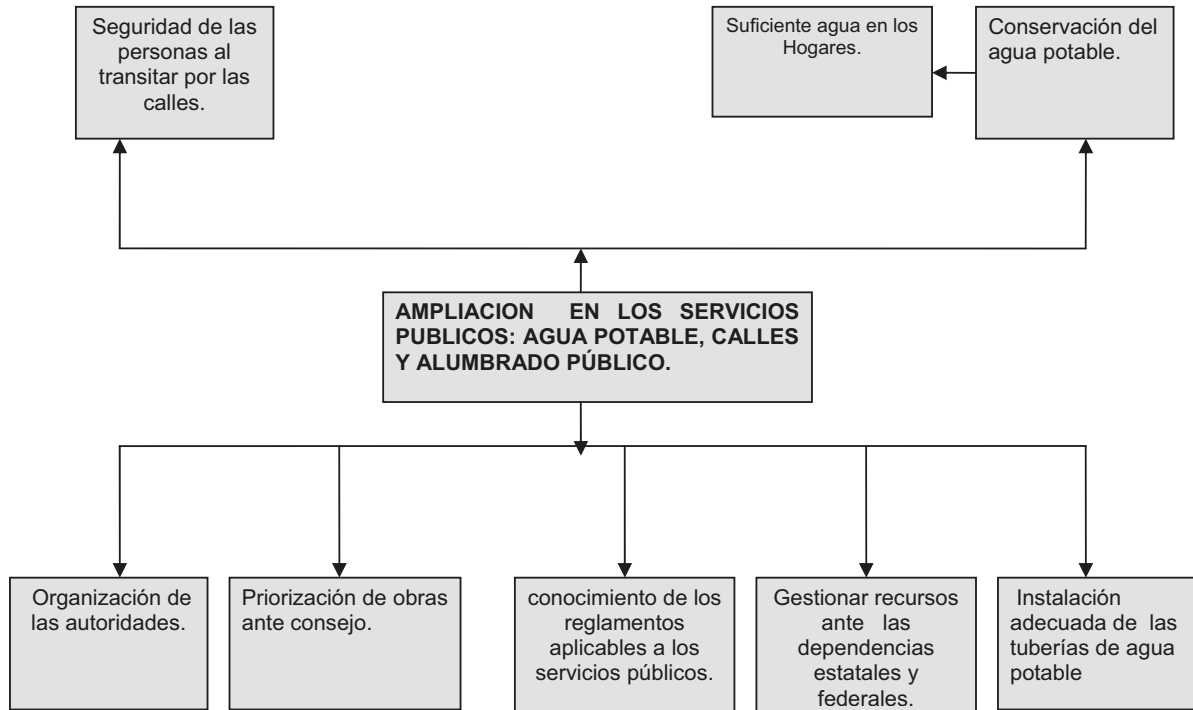 Seguridad de las
personas al
transitar por las
calles.
Suficiente agua en los
Hogares.
Conservación del
agua potable.
AMPLIACION EN LOS SERVICIOS
PUBLICOS: AGUA POTABLE, CALLES
Y ALUMBRADO PÚBLICO.
Organización de
las autoridades.
Priorización de obras
ante consejo.
conocimiento de los
reglamentos
aplicables a los
servicios públicos.
Gestionar recursos
ante las
dependencias
estatales y
federales.
Instalación
adecuada de las
tuberías de agua
potable